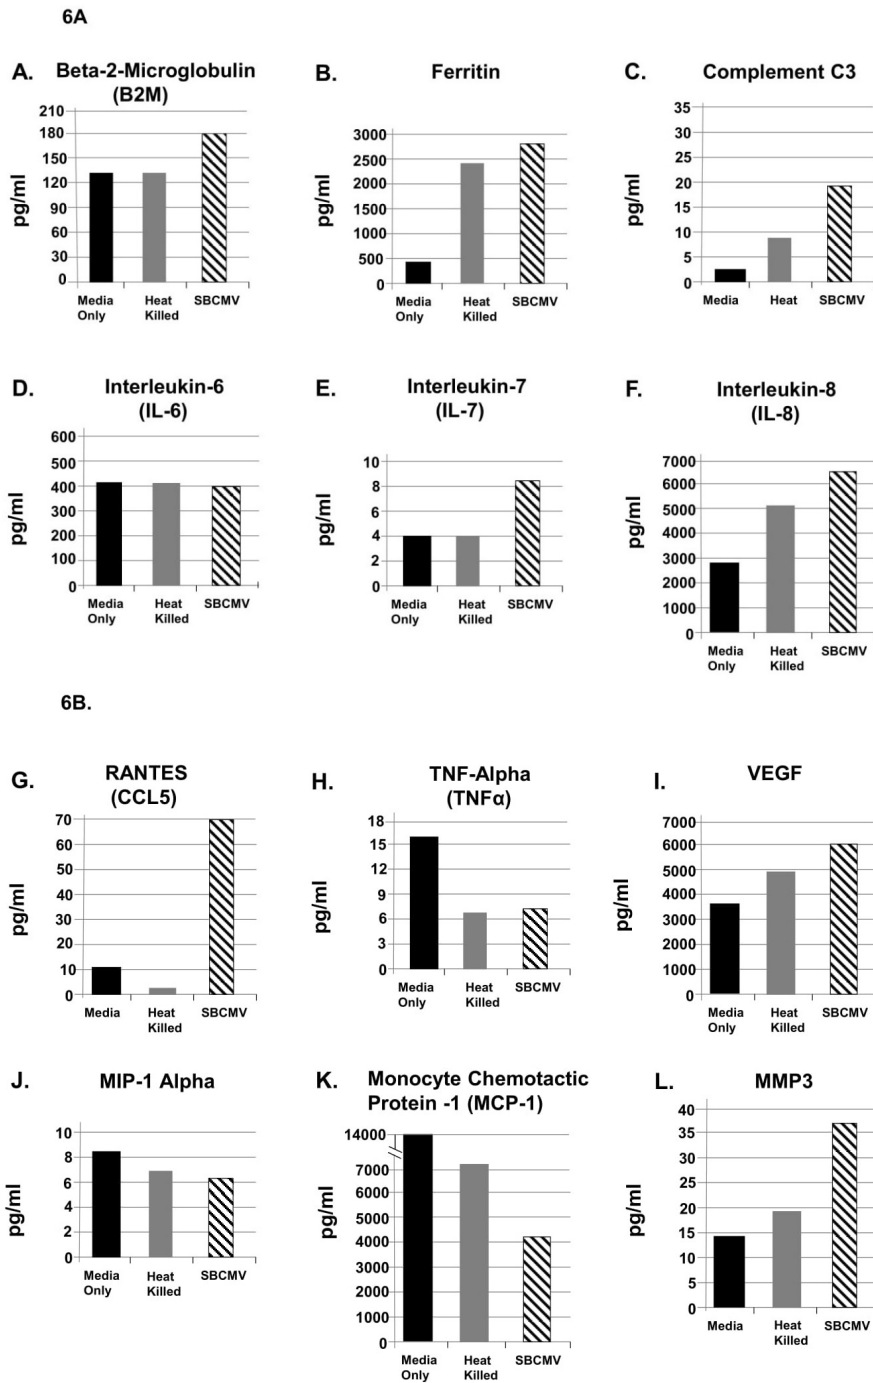 6A
A. Beta-2-Microglobulin
(B2M)
pg/ml
210
180
150
120
90
60
30
0
Media Only
Heat Killed
SBCMV
B. Ferritin
pg/ml
3000
2500
2000
1500
1000
500
0
Media Only
Heat Killed
SBCMV
C. Complement C3
pg/ml
35
30
25
20
15
10
5
0
Media
Heat
SBCMV
D. Interleukin-6
(IL-6)
pg/ml
600
500
400
300
200
100
0
Media Only
Heat Killed
SBCMV
E. Interleukin-7
(IL-7)
pg/ml
10
8
6
4
2
0
Media Only
Heat Killed
SBCMV
F. Interleukin-8
(IL-8)
pg/ml
7000
6000
5000
4000
3000
2000
1000
0
Media Only
Heat Killed
SBCMV
6B.
G. RANTES
(CCL5)
pg/ml
70
60
50
40
30
20
10
0
Media
Heat Killed
SBCMV
H. TNF-Alpha
(TNFα)
pg/ml
18
15
12
9
6
3
0
Media Only
Heat Killed
SBCMV
I. VEGF
pg/ml
7000
6000
5000
4000
3000
2000
1000
0
Media Only
Heat Killed
SBCMV
J. MIP-1 Alpha
pg/ml
10
8
6
4
2
0
Media Only
Heat Killed
SBCMV
K. Monocyte Chemotactic
Protein -1 (MCP-1)
pg/ml
14000
7000
6000
5000
4000
3000
2000
1000
0
Media Only
Heat Killed
SBCMV
L. MMP3
pg/ml
40
35
30
25
20
15
10
5
0
Media
Heat Killed
SBCMV